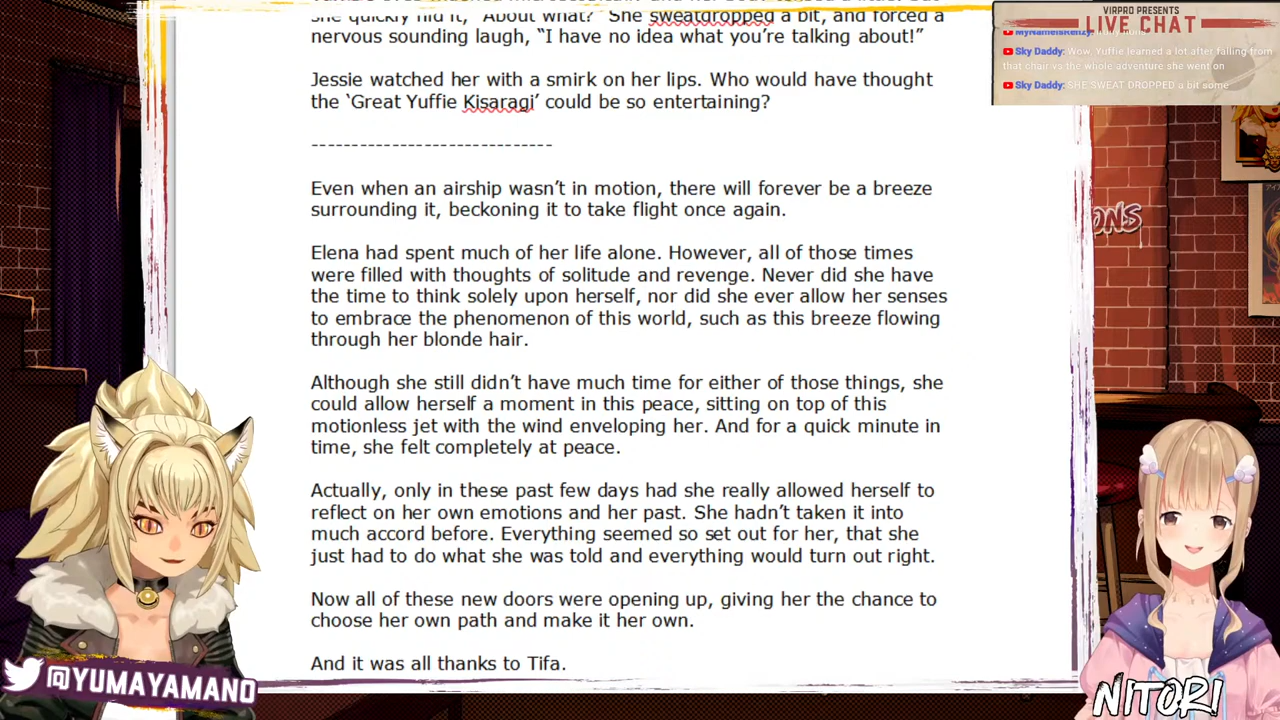 she quickly hid it, “About what?” She sweatdropped a bit, and forced a
nervous sounding laugh, “I have no idea what you’re talking about!”
Jessie watched her with a smirk on her lips. Who would have thought
the ‘Great Yuffie Kisaragi’ could be so entertaining?
------------------------------
Even when an airship wasn’t in motion, there will forever be a breeze
surrounding it, beckoning it to take flight once again.
Elena had spent much of her life alone. However, all of those times
were filled with thoughts of solitude and revenge. Never did she have
the time to think solely upon herself, nor did she ever allow her senses
to embrace the phenomenon of this world, such as this breeze flowing
through her blonde hair.
Although she still didn’t have much time for either of those things, she
could allow herself a moment in this peace, sitting on top of this
motionless jet with the wind enveloping her. And for a quick minute in
time, she felt completely at peace.
Actually, only in these past few days had she really allowed herself to
reflect on her own emotions and her past. She hadn’t taken it into
much accord before. Everything seemed so set out for her, that she
just had to do what she was told and everything would turn out right.
Now all of these new doors were opening up, giving her the chance to
choose her own path and make it her own.
And it was all thanks to Tifa.
VIRPRO PRESENTS
LIVE CHAT
Sky Daddy: Wow, Yuffie learned a lot after falling from
that chair vs the whole adventure she went on
Sky Daddy: SHE SWEAT DROPPED a bit some
ONS
@YUMAYAMANO
NITORI